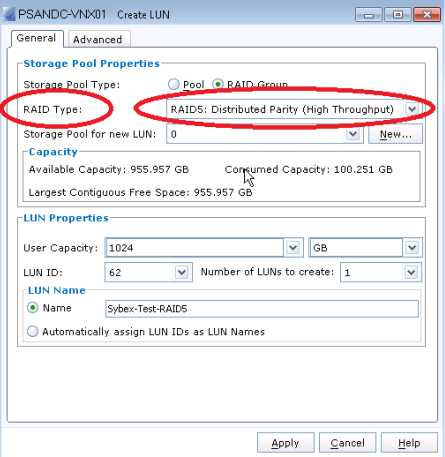 PSANDC-VNX01 Create LUN
General Advanced
Storage Pool Properties
Storage Pool Type: Pool RAID Group
RAID Type: RAID5: Distributed Parity (High Throughput)
Storage Pool for new LUN: 0 New...
Capacity
Available Capacity: 955.957 GB Consumed Capacity: 100.251 GB
Largest Contiguous Free Space: 955.957 GB
LUN Properties
User Capacity: 1024 GB
LUN ID: 62 Number of LUNs to create: 1
LUN Name
Name Sybex-Test-RAID5
Automatically assign LUN IDs as LUN Names
Apply Cancel Help